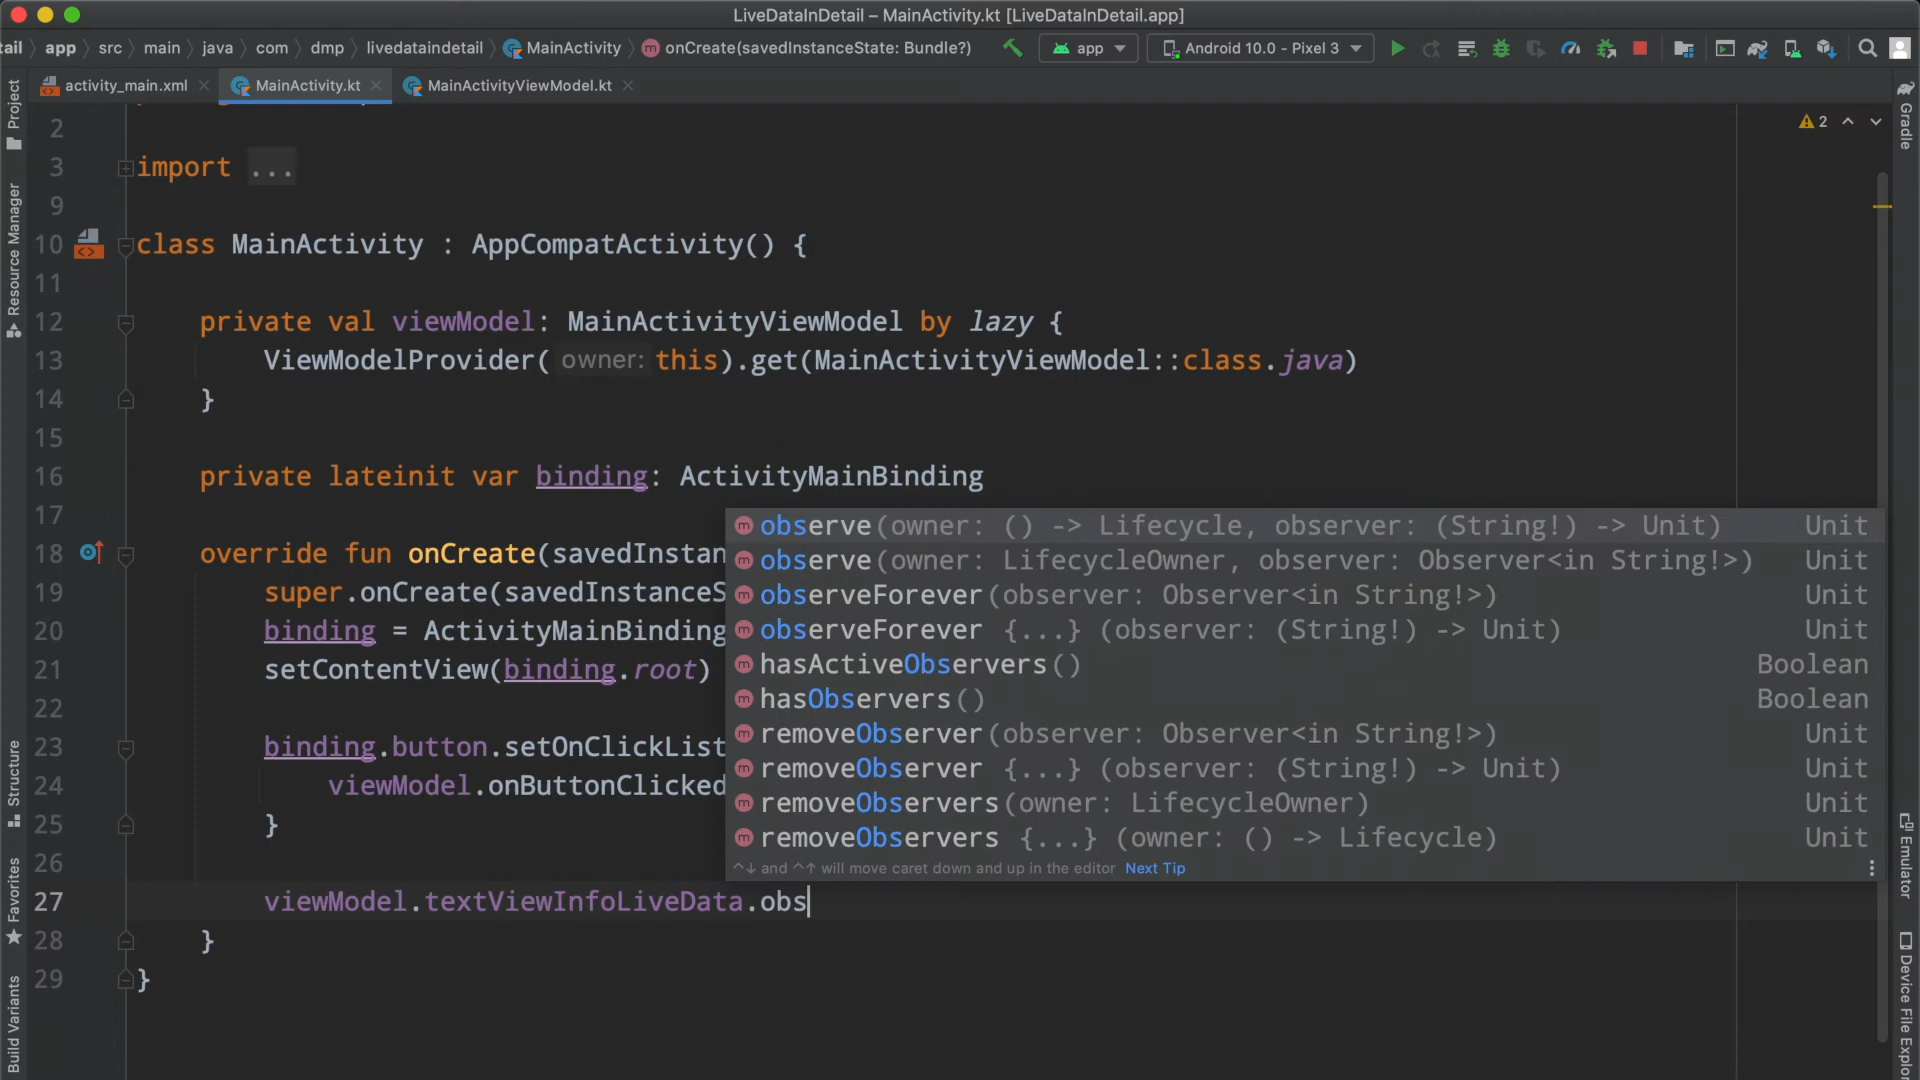 LiveDataInDetail – MainActivity.kt [LiveDataInDetail.app]
tail app src main java com dmp livedataindetail MainActivity onCreate(savedInstanceState: Bundle?) app Android 10.0 - Pixel 3
activity_main.xml MainActivity.kt MainActivityViewModel.kt
Project
Resource Manager
Structure
Favorites
Build Variants
Gradle
Emulator
Device File Explor
2
2
3 import ...
9
10 class MainActivity : AppCompatActivity() {
11
12 private val viewModel: MainActivityViewModel by lazy {
13 ViewModelProvider( owner: this).get(MainActivityViewModel::class.java)
14 }
15
16 private lateinit var binding: ActivityMainBinding
17
18 override fun onCreate(savedInstan
19 super.onCreate(savedInstanceS
20 binding = ActivityMainBinding
21 setContentView(binding.root)
22
23 binding.button.setOnClickList
24 viewModel.onButtonClicked
25 }
26
27 viewModel.textViewInfoLiveData.obs
28 }
29 }
observe(owner: () -> Lifecycle, observer: (String!) -> Unit) Unit
observe(owner: LifecycleOwner, observer: Observer<in String!>) Unit
observeForever(observer: Observer<in String!>) Unit
observeForever {...} (observer: (String!) -> Unit) Unit
hasActiveObservers() Boolean
hasObservers() Boolean
removeObserver(observer: Observer<in String!>) Unit
removeObserver {...} (observer: (String!) -> Unit) Unit
removeObservers(owner: LifecycleOwner) Unit
removeObservers {...} (owner: () -> Lifecycle) Unit
^↓ and ^↑ will move caret down and up in the editor Next Tip